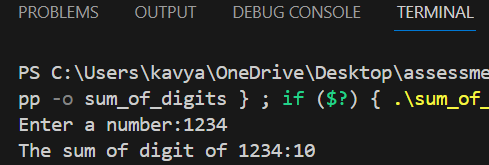 PROBLEMS OUTPUT DEBUG CONSOLE TERMINAL
PS C:\Users\kavya\OneDrive\Desktop\assessme
pp -o sum_of_digits } ; if ($?) { .\sum_of_
Enter a number:1234
The sum of digit of 1234:10